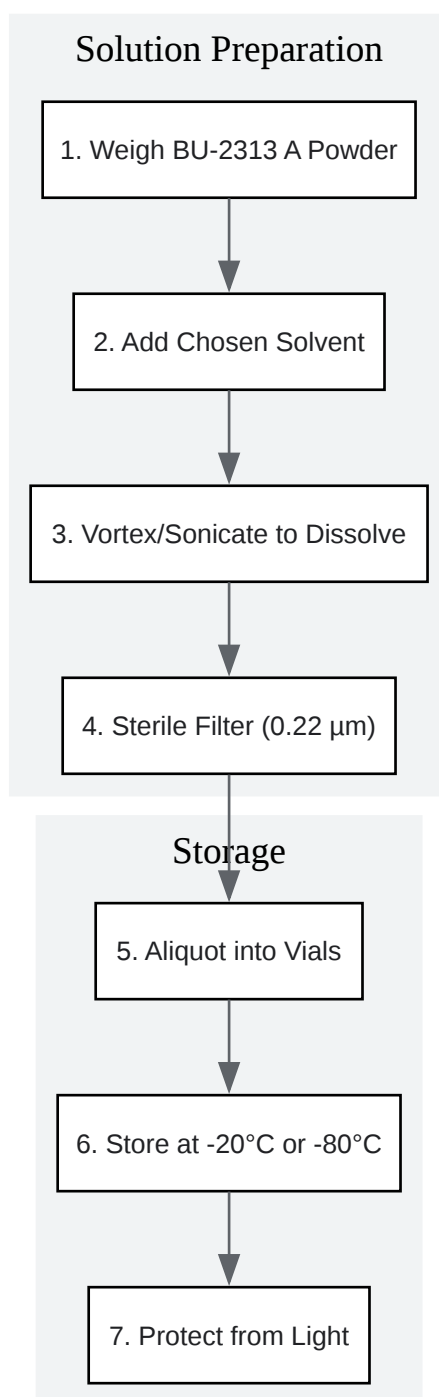 Solution Preparation
1. Weigh BU-2313 A Powder
2. Add Chosen Solvent
3. Vortex/Sonicate to Dissolve
4. Sterile Filter (0.22 µm)
Storage
5. Aliquot into Vials
6. Store at -20°C or -80°C
7. Protect from Light